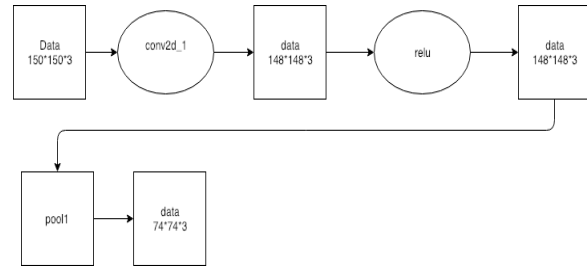 Data
150*150*3
conv2d_1
data
148*148*3
relu
data
148*148*3
pool1
data
74*74*3